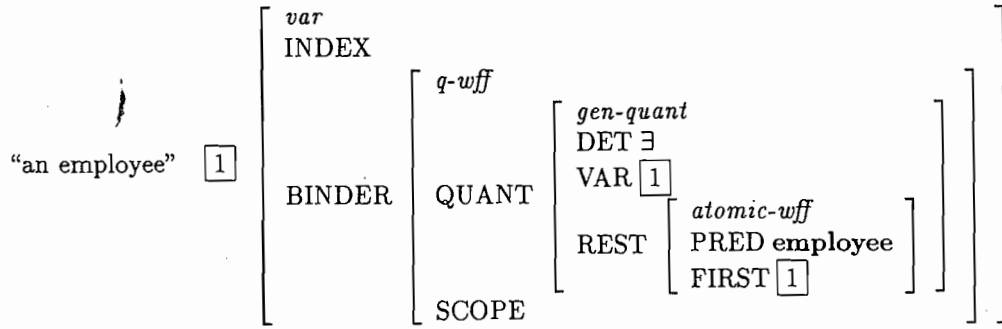 var
INDEX
q-wff
gen-quant
DET ∃
“an employee” 1
VAR 1
BINDER QUANT
atomic-wff
REST PRED employee
FIRST 1
SCOPE